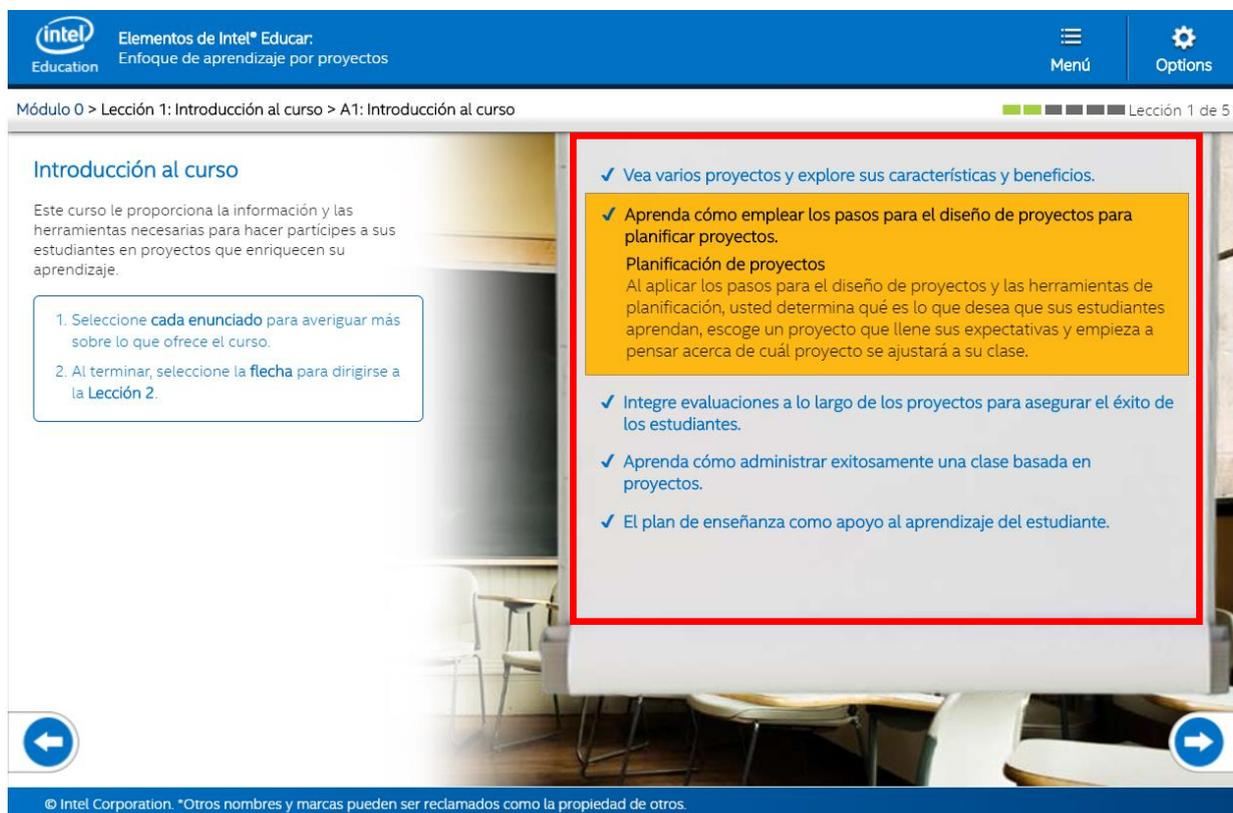 intel
Education
Elementos de Intel® Educar:
Enfoque de aprendizaje por proyectos
Menú
Options
Módulo 0 > Lección 1: Introducción al curso > A1: Introducción al curso
Lección 1 de 5
Introducción al curso
Este curso le proporciona la información y las
herramientas necesarias para hacer partícipes a sus
estudiantes en proyectos que enriquecen su
aprendizaje.
1. Seleccione cada enunciado para averiguar más
sobre lo que ofrece el curso.
2. Al terminar, seleccione la flecha para dirigirse a
la Lección 2.
✓ Vea varios proyectos y explore sus características y beneficios.
✓ Aprenda cómo emplear los pasos para el diseño de proyectos para
planificar proyectos.
Planificación de proyectos
Al aplicar los pasos para el diseño de proyectos y las herramientas de
planificación, usted determina qué es lo que desea que sus estudiantes
aprendan, escoge un proyecto que llene sus expectativas y empieza a
pensar acerca de cuál proyecto se ajustará a su clase.
✓ Integre evaluaciones a lo largo de los proyectos para asegurar el éxito de
los estudiantes.
✓ Aprenda cómo administrar exitosamente una clase basada en
proyectos.
✓ El plan de enseñanza como apoyo al aprendizaje del estudiante.
© Intel Corporation. *Otros nombres y marcas pueden ser reclamados como la propiedad de otros.